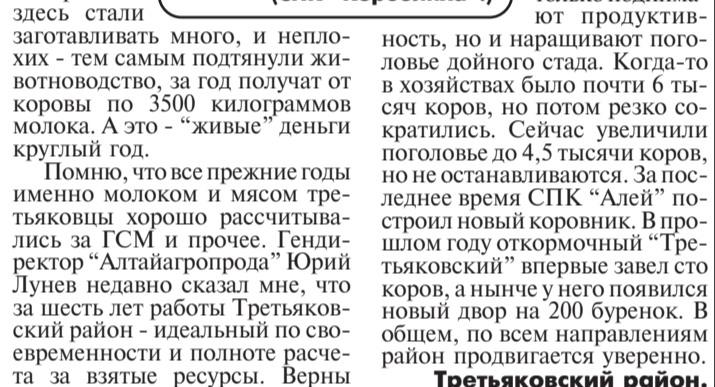 здесь стали
заготавливать много, и непло-
хих - тем самым подтянули жи-
вотноводство, за год получат от
коровы по 3500 килограммов
молока. А это - “живые” деньги
круглый год.
Помню, что все прежние годы
именно молоком и мясом тре-
тьяковцы хорошо рассчитыва-
лись за ГСМ и прочее. Генди-
ректор “Алтайагропрода” Юрий
Лунев недавно сказал мне, что
за шесть лет работы Третьяков-
ский район - идеальный по сво-
евременности и полноте расче-
та за взятые ресурсы. Верны
ют продуктив-
ность, но и наращивают пого-
ловье дойного стада. Когда-то
в хозяйствах было почти 6 ты-
сяч коров, но потом резко со-
кратились. Сейчас увеличили
поголовье до 4,5 тысячи коров,
но не останавливаются. За пос-
леднее время СПК “Алей” по-
строил новый коровник. В про-
шлом году откормочный “Тре-
тьяковский” впервые завел сто
коров, а нынче у него появился
новый двор на 200 буренок. В
общем, по всем направлениям
район продвигается уверенно.
Третьяковский район.